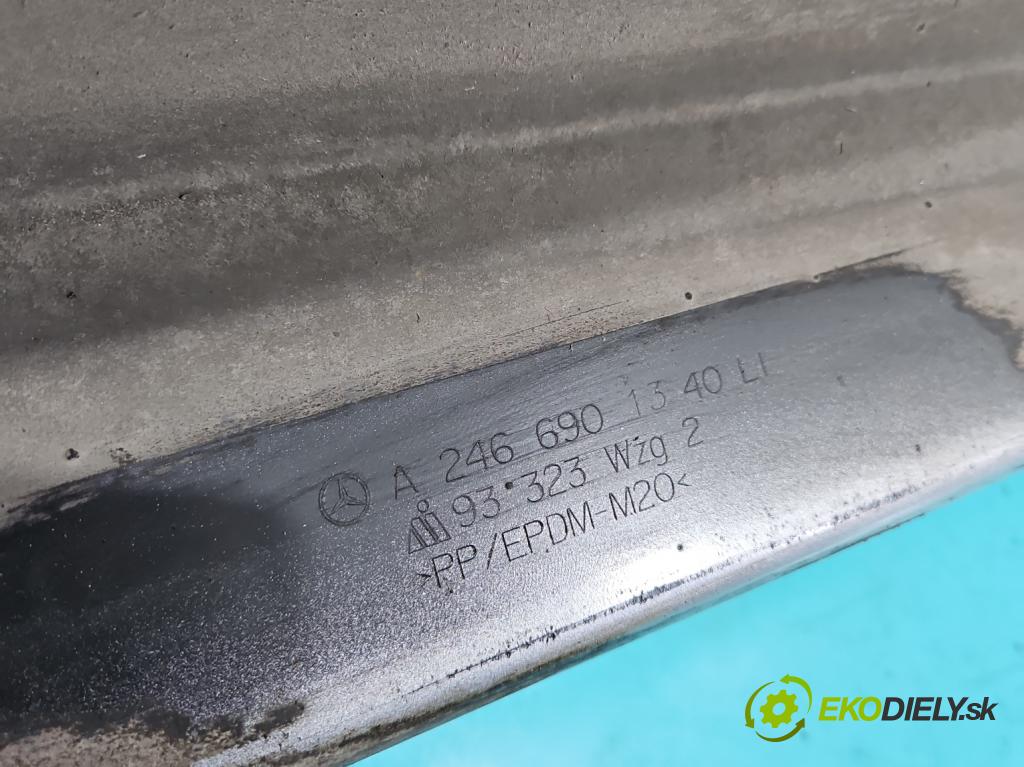 A 246 690 13 40 LI
93 323 Wzg 2
>PP/EPDM-M20<
EKODIELY.sk